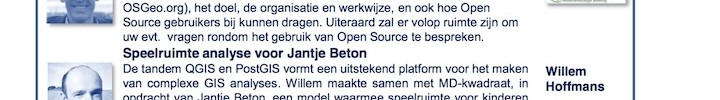 OSGeo.org), het doel, de organisatie en werkwijze, en ook hoe Open
Source gebruikers bij kunnen dragen. Uiteraard zal er volop ruimte zijn om
uw evt. vragen rondom het gebruik van Open Source te bespreken.
Speelruimte analyse voor Jantje Beton
De tandem QGIS en PostGIS vormt een uitstekend platform voor het maken
van complexe GIS analyses. Willem maakte samen met MD-kwadraat, in
opdracht van Jantje Beton, een model waarmee speelruimte voor kinderen
Willem
Hoffmans